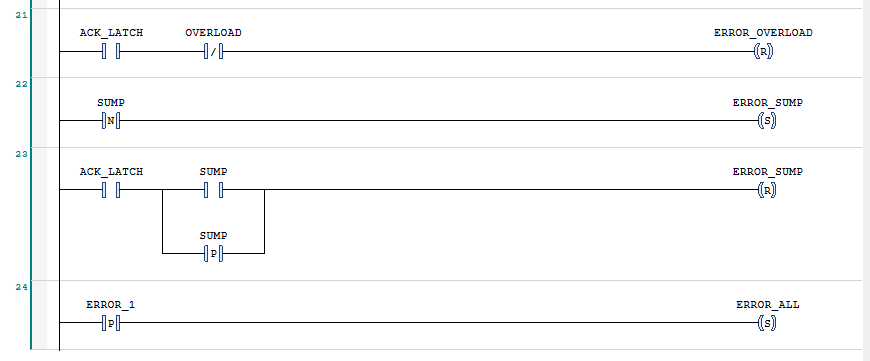 21
ACK_LATCH OVERLOAD ERROR_OVERLOAD
/ R
22
SUMP ERROR_SUMP
N S
23
ACK_LATCH SUMP ERROR_SUMP
R
SUMP
P
24
ERROR_1 ERROR_ALL
P S